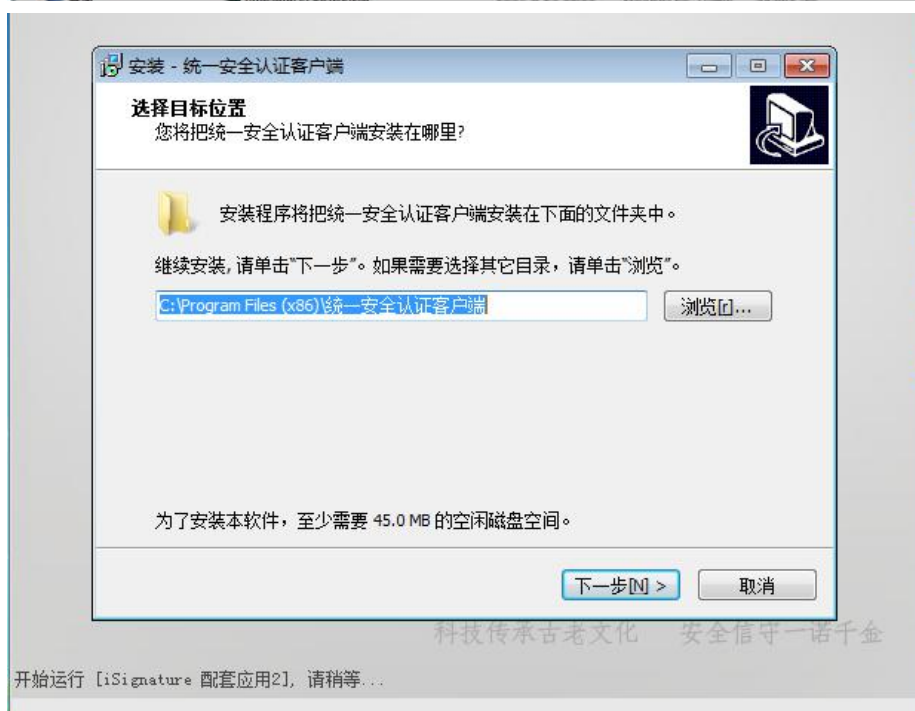 安装 - 统一安全认证客户端
选择目标位置
您将把统一安全认证客户端安装在哪里?
安装程序将把统一安全认证客户端安装在下面的文件夹中。
继续安装,请单击“下一步”。如果需要选择其它目录，请单击“浏览”。
C:\Program Files (x86)\统一安全认证客户端
浏览[r]...
为了安装本软件，至少需要 45.0 MB 的空闲磁盘空间。
下一步[N] >
取消
科技传承古老文化 安全信守一诺千金
开始运行 [iSignature 配套应用2], 请稍等...